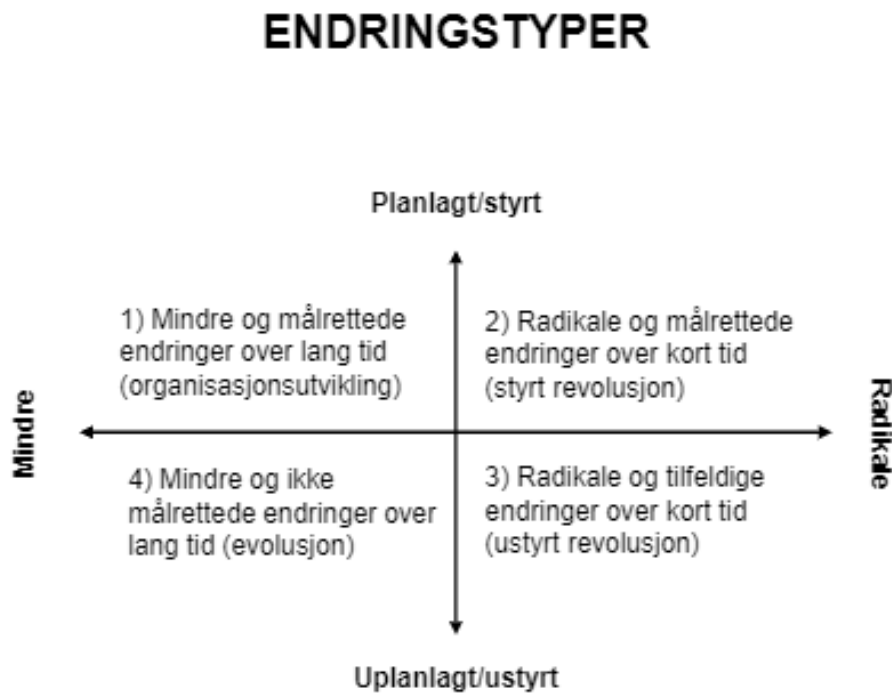 ENDRINGSTYPER
Planlagt/styrt
1) Mindre og målrettede
endringer over lang tid
(organisasjonsutvikling)
2) Radikale og målrettede
endringer over kort tid
(styrt revolusjon)
Mindre
Radikale
4) Mindre og ikke
målrettede endringer over
lang tid (evolusjon)
3) Radikale og tilfeldige
endringer over kort tid
(ustyrt revolusjon)
Uplanlagt/ustyrt